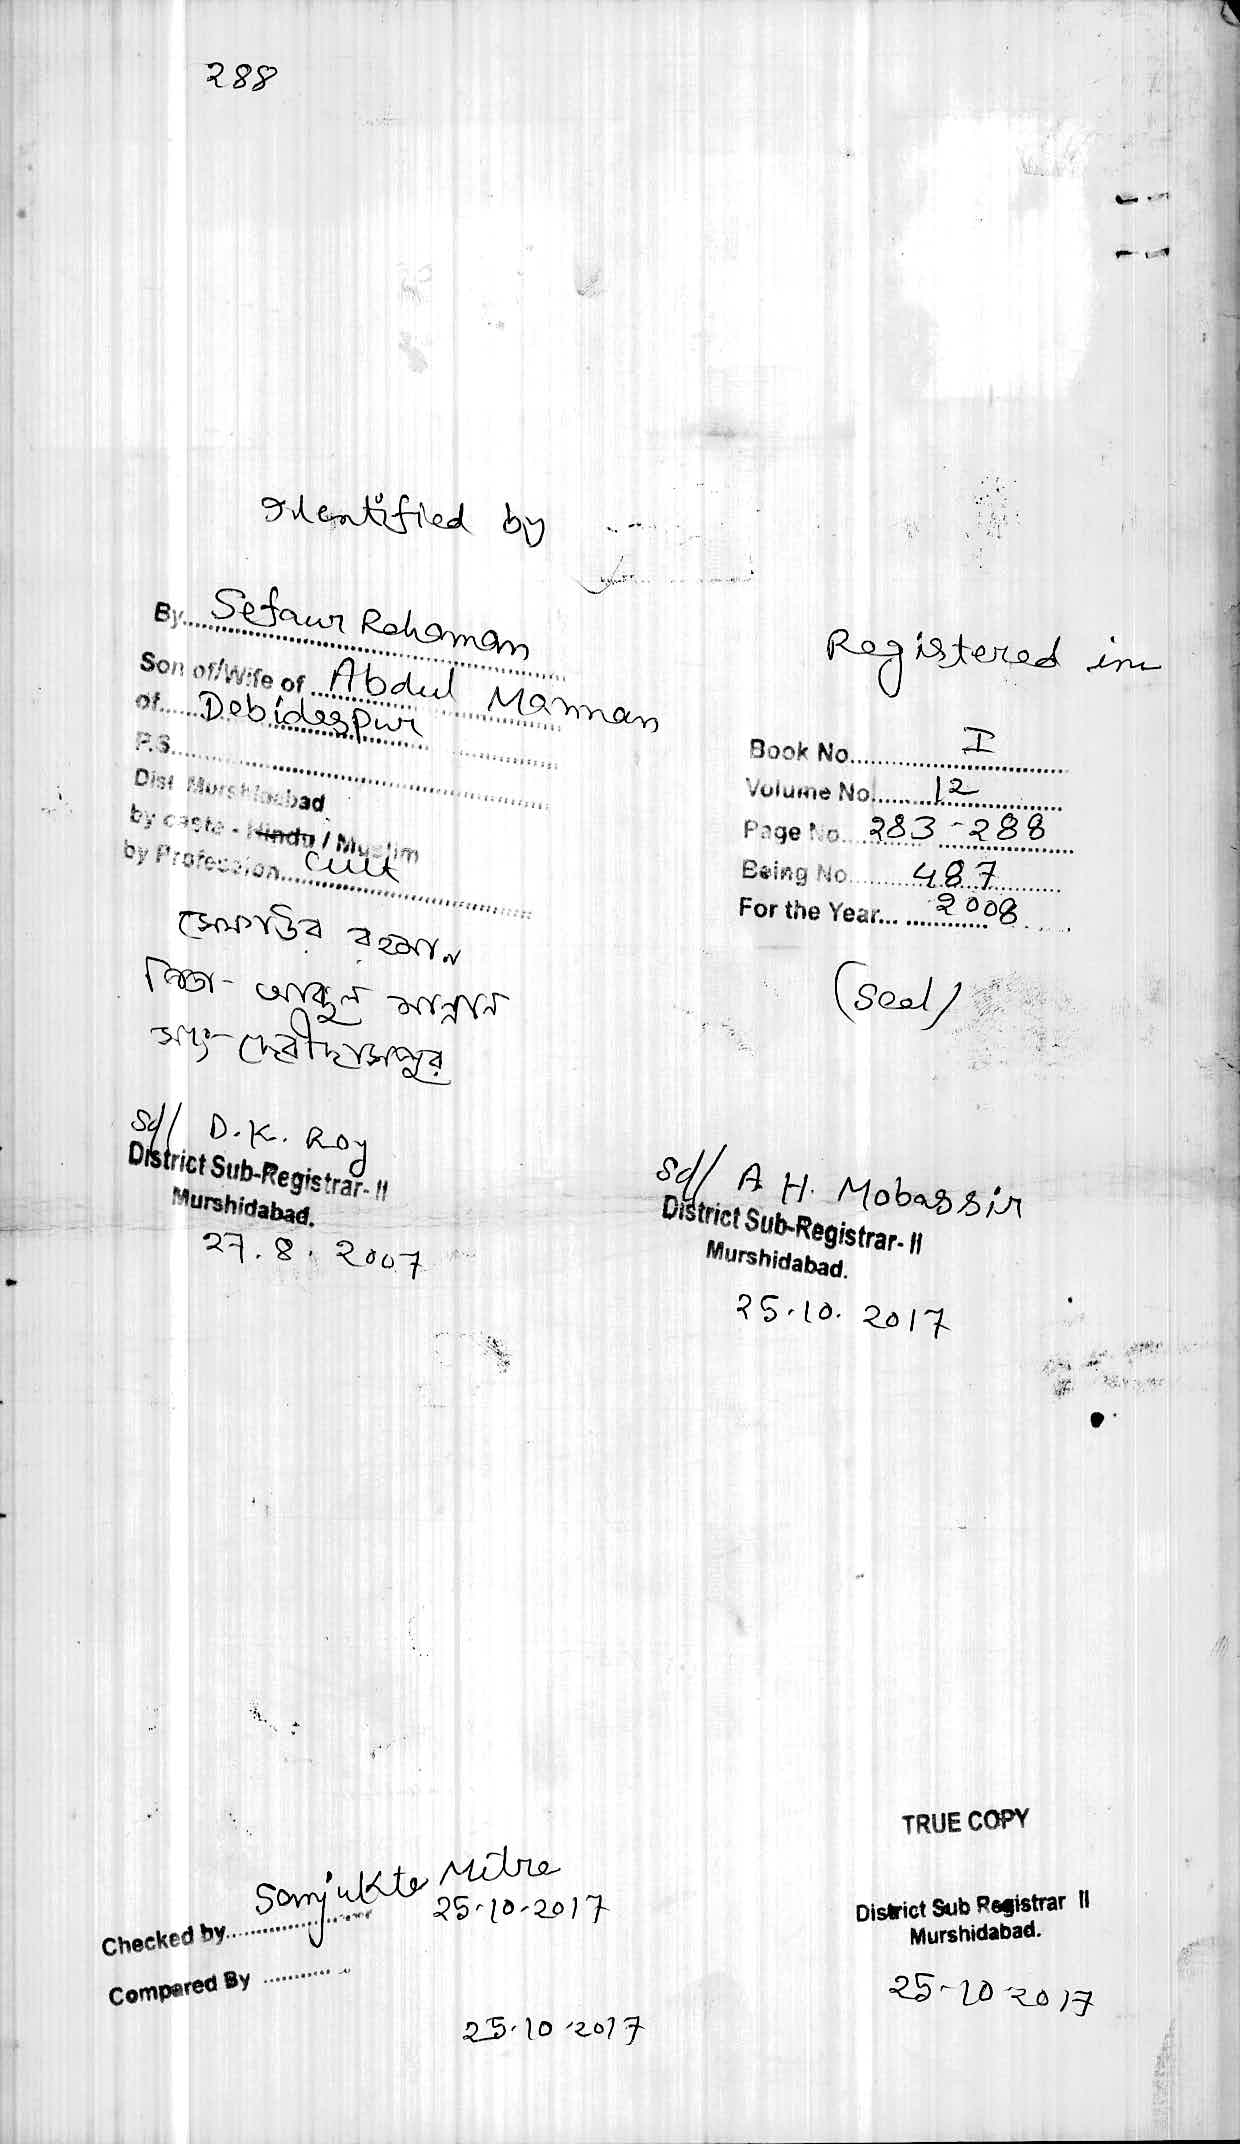 288
Identified by
By Sefaur Rohaman
Son of/Wife of Abdul Mannan
of Debidaspur
P.S.
Dist Murshidabad
by caste - Hindu / Muslim
by Profession Cult
সেফাউর রহমান
পিতা- আব্দুল মান্নান
সাং- দেবীদাসপুর
Sd/ D.K. Roy
District Sub-Registrar- II
Murshidabad.
27.8.2007
Registered in
Book No. I
Volume No. 12
Page No. 283-288
Being No. 487
For the Year... 2008
(Seal)
Sd/ A H. Mobassir
District Sub-Registrar- II
Murshidabad.
25.10.2017
Sanjukta Mitra
Checked by 25-10-2017
Compared By
25.10.2017
TRUE COPY
District Sub Registrar II
Murshidabad.
25-10-2017